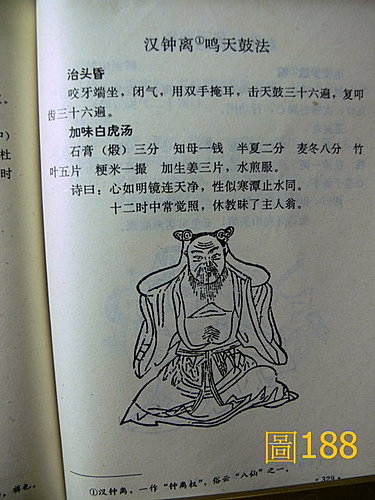 汉钟离①鸣天鼓法
治头昏
咬牙端坐，闭气，用双手掩耳，击天鼓三十六遍，复叩
齿三十六遍。
加味白虎汤
石膏（煅）三分　知母一钱　半夏二分　麦冬八分　竹
叶五片　梗米一撮　加生姜三片，水煎服。
诗曰：心如明镜连天净，性似寒潭止水同。
十二时中常觉照，休教昧了主人翁。
①汉钟离，一作“钟离权”，俗云“八仙”之一。
329
圖188
杜
时